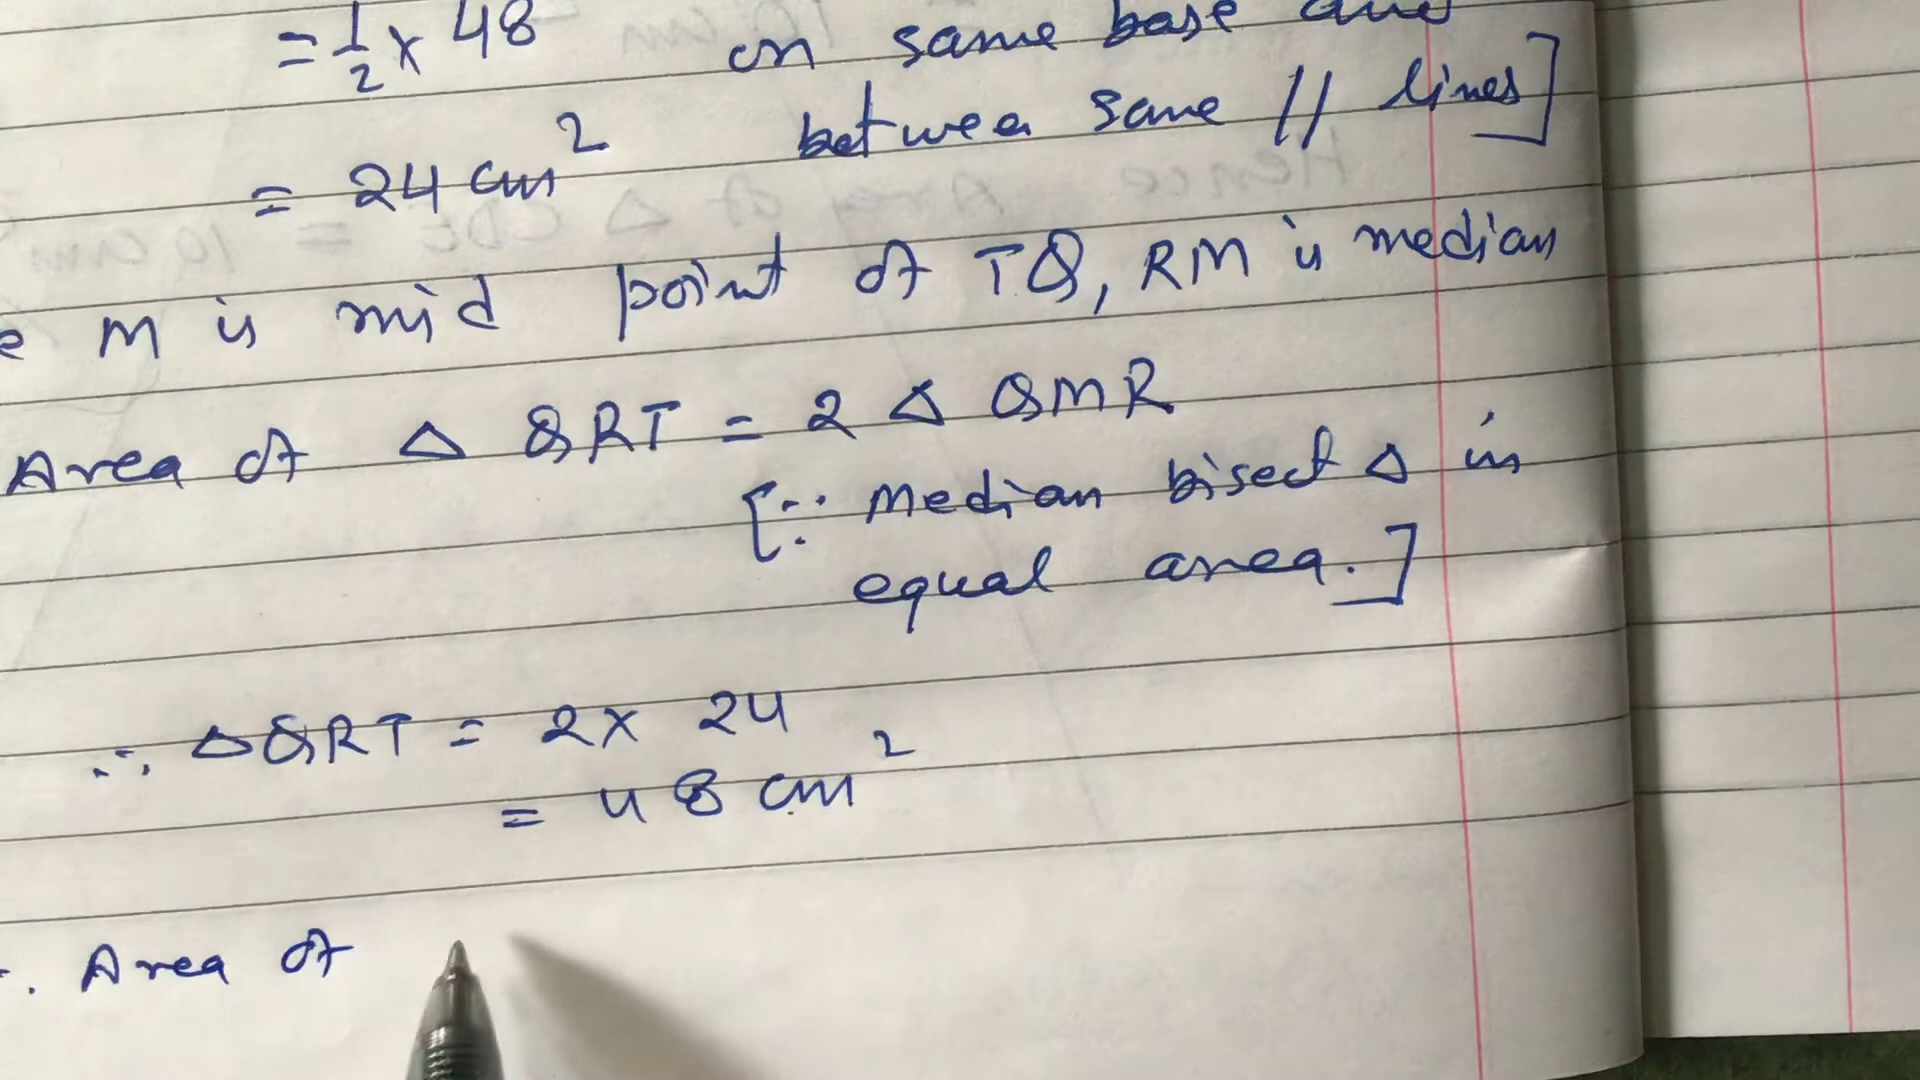 = 1/2 × 48 on same base and
= 24 cm² between same // lines]
M is mid point of TQ, RM is median
Area of △ QRT = 2 △ QMR
[∵ Median bisect △ in
equal area.]
∴ △QRT = 2 × 24
= 48 cm²
∴ Area of